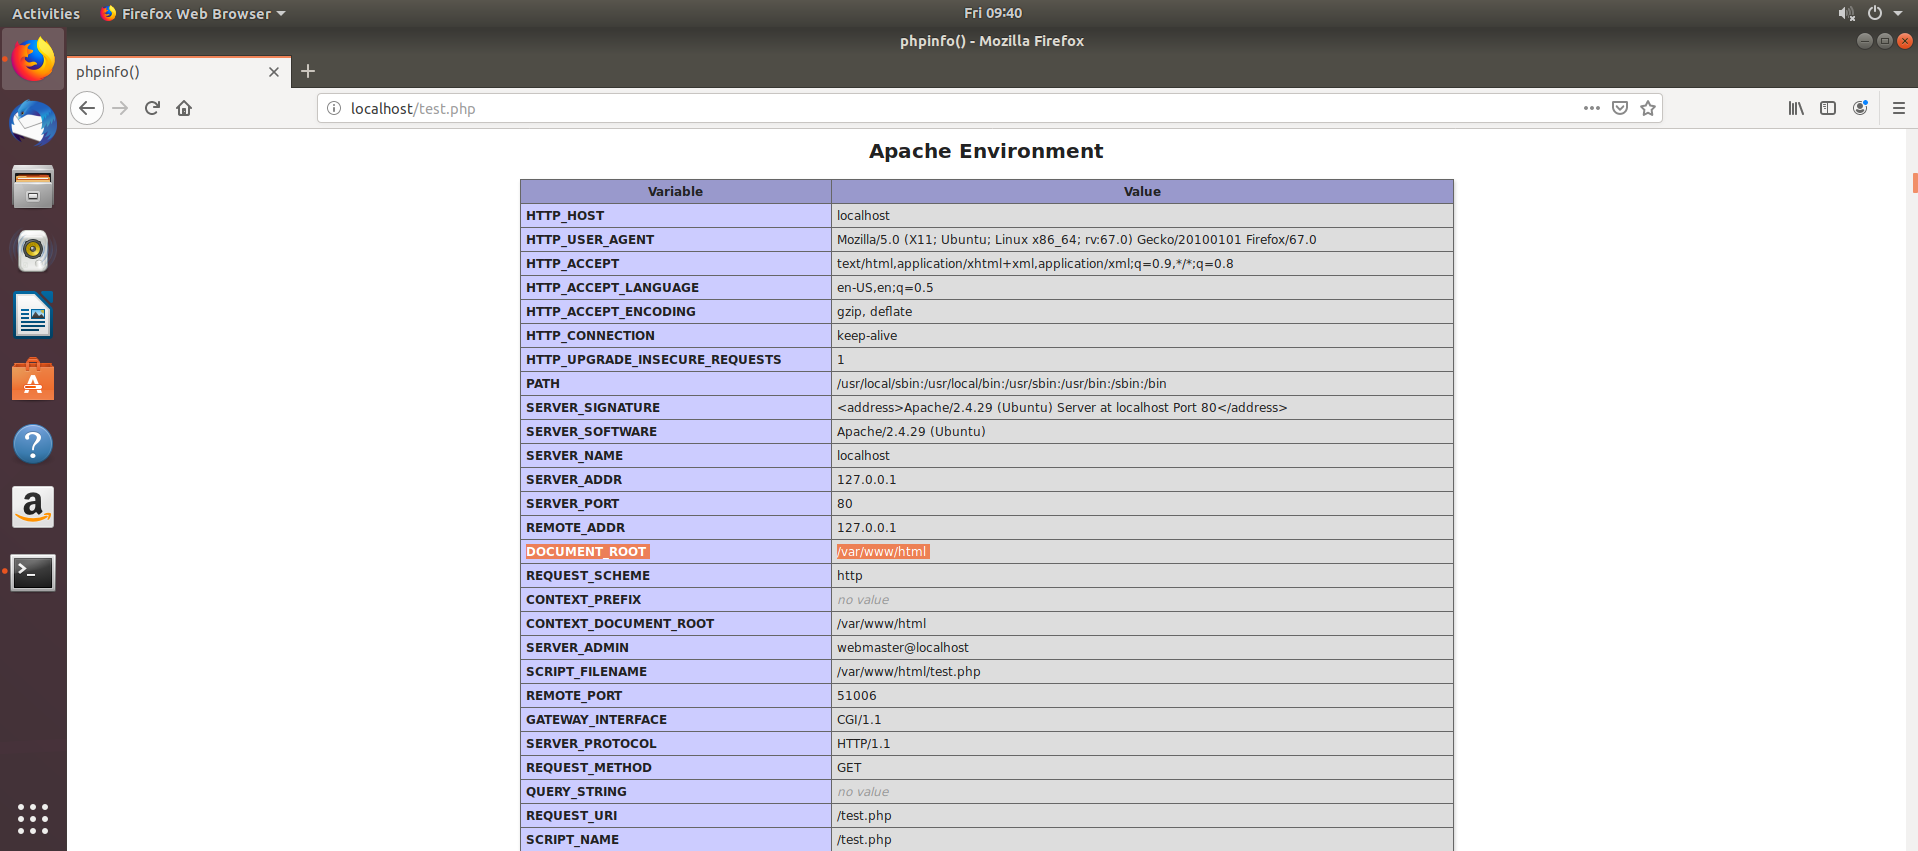 Activities Firefox Web Browser Fri 09:40
phpinfo() - Mozilla Firefox
phpinfo()
localhost/test.php
Apache Environment
Variable Value
HTTP_HOST localhost
HTTP_USER_AGENT Mozilla/5.0 (X11; Ubuntu; Linux x86_64; rv:67.0) Gecko/20100101 Firefox/67.0
HTTP_ACCEPT text/html,application/xhtml+xml,application/xml;q=0.9,*/*;q=0.8
HTTP_ACCEPT_LANGUAGE en-US,en;q=0.5
HTTP_ACCEPT_ENCODING gzip, deflate
HTTP_CONNECTION keep-alive
HTTP_UPGRADE_INSECURE_REQUESTS 1
PATH /usr/local/sbin:/usr/local/bin:/usr/sbin:/usr/bin:/sbin:/bin
SERVER_SIGNATURE <address>Apache/2.4.29 (Ubuntu) Server at localhost Port 80</address>
SERVER_SOFTWARE Apache/2.4.29 (Ubuntu)
SERVER_NAME localhost
SERVER_ADDR 127.0.0.1
SERVER_PORT 80
REMOTE_ADDR 127.0.0.1
DOCUMENT_ROOT /var/www/html
REQUEST_SCHEME http
CONTEXT_PREFIX no value
CONTEXT_DOCUMENT_ROOT /var/www/html
SERVER_ADMIN webmaster@localhost
SCRIPT_FILENAME /var/www/html/test.php
REMOTE_PORT 51006
GATEWAY_INTERFACE CGI/1.1
SERVER_PROTOCOL HTTP/1.1
REQUEST_METHOD GET
QUERY_STRING no value
REQUEST_URI /test.php
SCRIPT_NAME /test.php